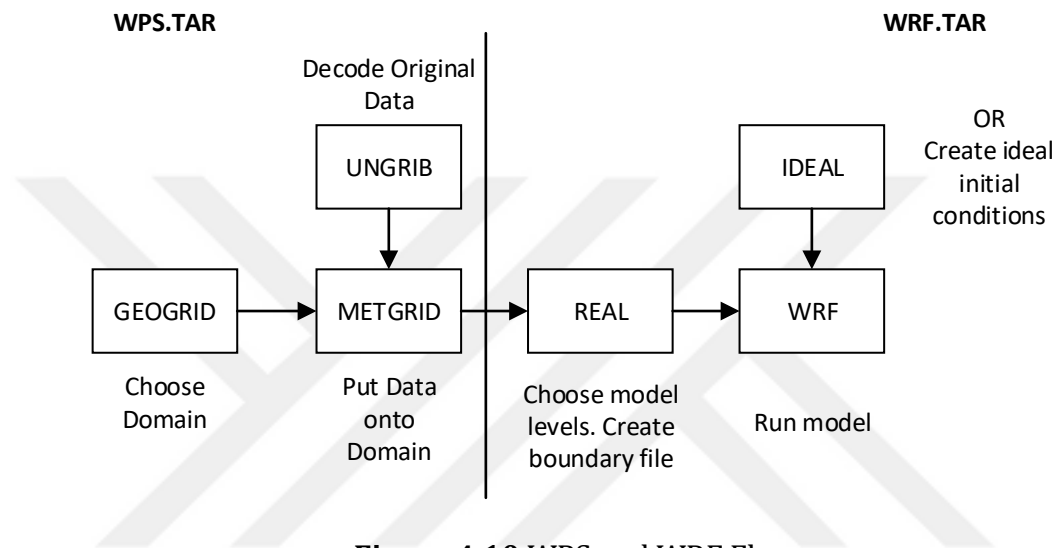 WPS.TAR
WRF.TAR
Decode Original
Data
UNGRIB
IDEAL
OR
Create ideal
initial
conditions
GEOGRID
METGRID
REAL
WRF
Choose
Domain
Put Data
onto
Domain
Choose model
levels. Create
boundary file
Run model